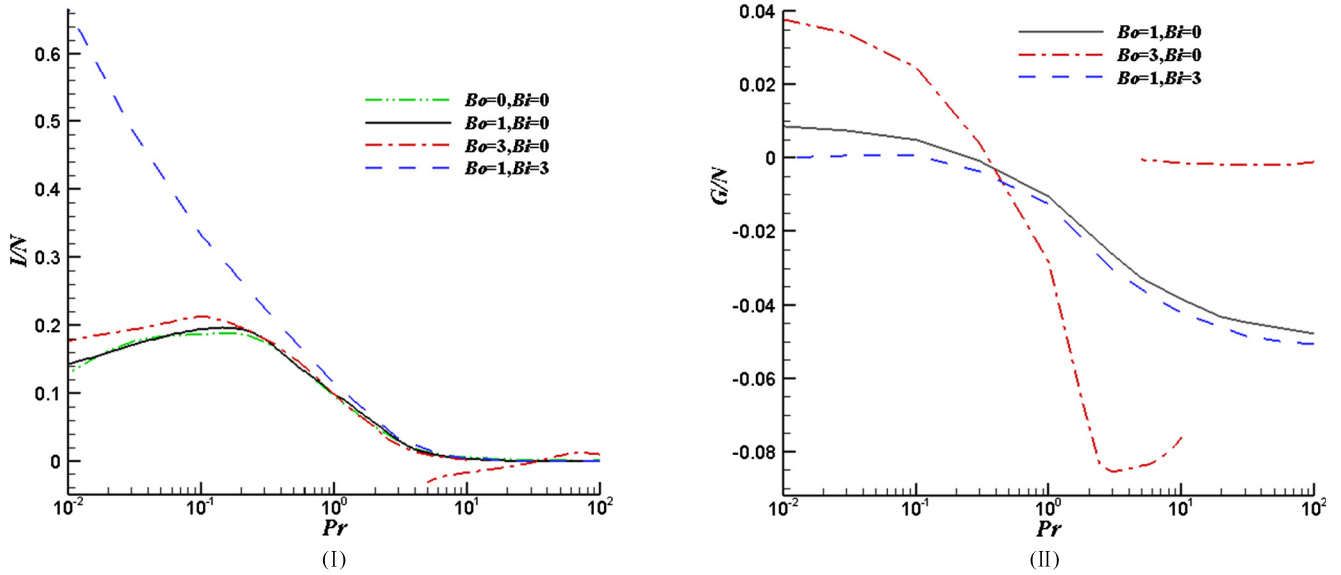 I/N
0.6
0.5
0.4
0.3
0.2
0.1
0
10^-2
10^-1
10^0
10^1
10^2
Pr
Bo=0,Bi=0
Bo=1,Bi=0
Bo=3,Bi=0
Bo=1,Bi=3
(I)
G/N
0.04
0.02
0
-0.02
-0.04
-0.06
-0.08
10^-2
10^-1
10^0
10^1
10^2
Pr
Bo=1,Bi=0
Bo=3,Bi=0
Bo=1,Bi=3
(II)